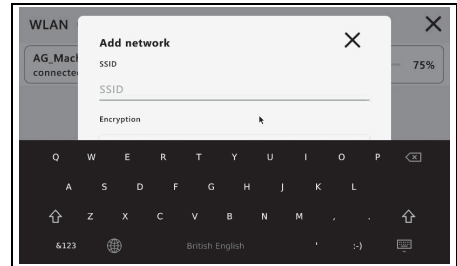 WLAN
Add network
AG_Mach
connecte
75%
SSID
SSID
Encryption
Q W E R T Y U I O P
A S D F G H J K L
Z X C V B N M , .
&123 British English ' :-)